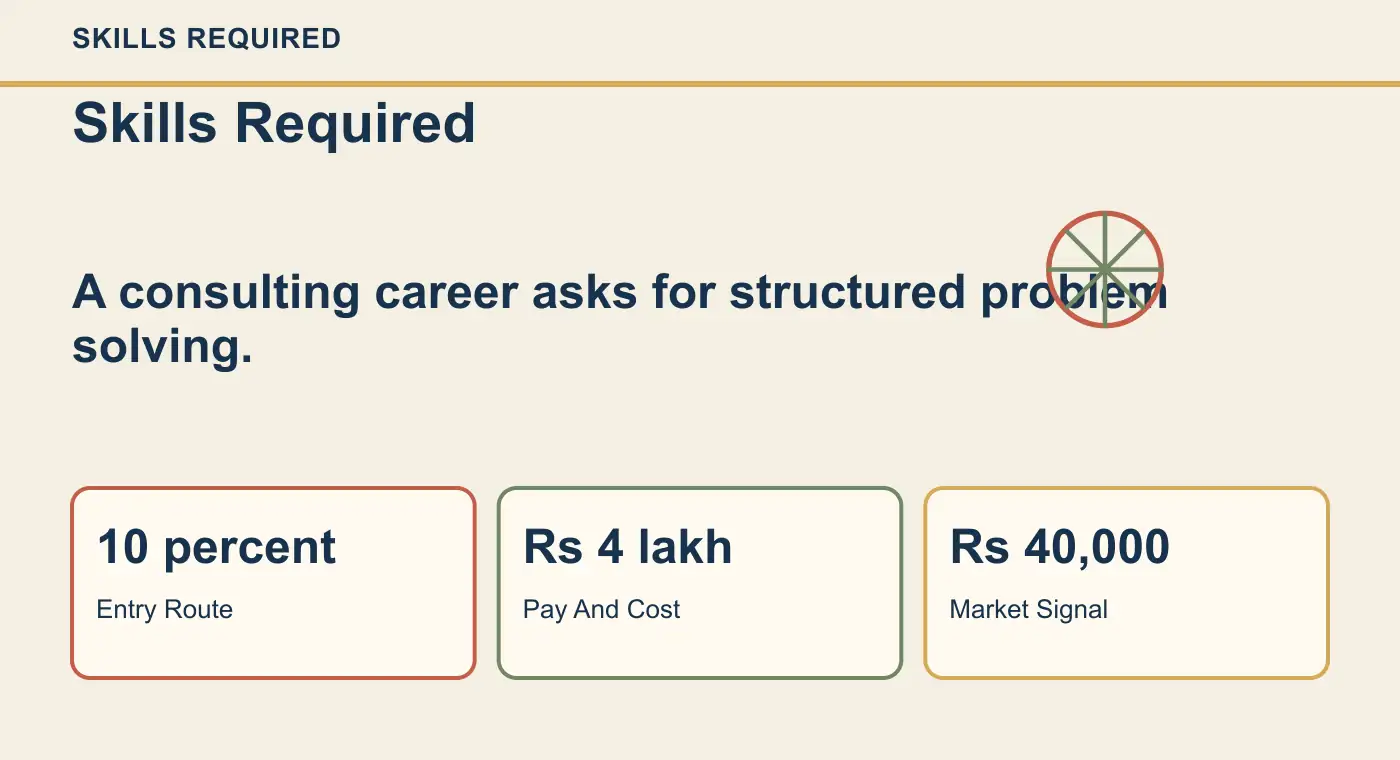 SKILLS REQUIRED
Skills Required
A consulting career asks for structured problem
solving.
10 percent
Entry Route
Rs 4 lakh
Pay And Cost
Rs 40,000
Market Signal